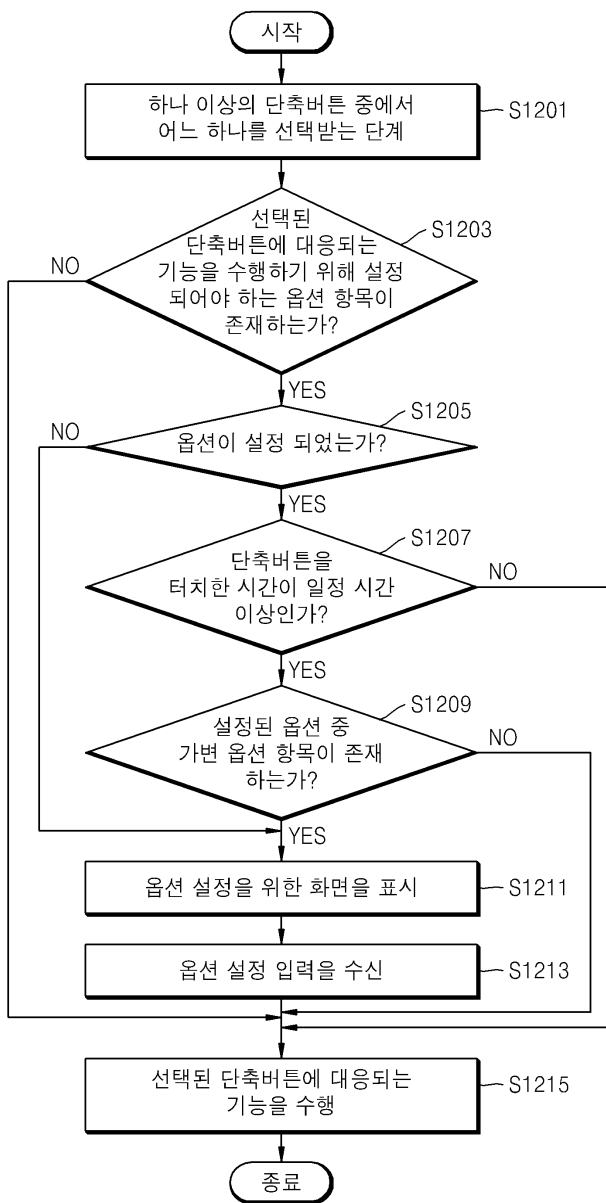 시작
하나 이상의 단축버튼 중에서
어느 하나를 선택받는 단계
S1201
선택된
단축버튼에 대응되는
기능을 수행하기 위해 설정
되어야 하는 옵션 항목이
존재하는가?
S1203
NO
YES
옵션이 설정 되었는가?
S1205
NO
YES
단축버튼을
터치한 시간이 일정 시간
이상인가?
S1207
NO
YES
설정된 옵션 중
가변 옵션 항목이 존재
하는가?
S1209
NO
YES
옵션 설정을 위한 화면을 표시
S1211
옵션 설정 입력을 수신
S1213
선택된 단축버튼에 대응되는
기능을 수행
S1215
종료